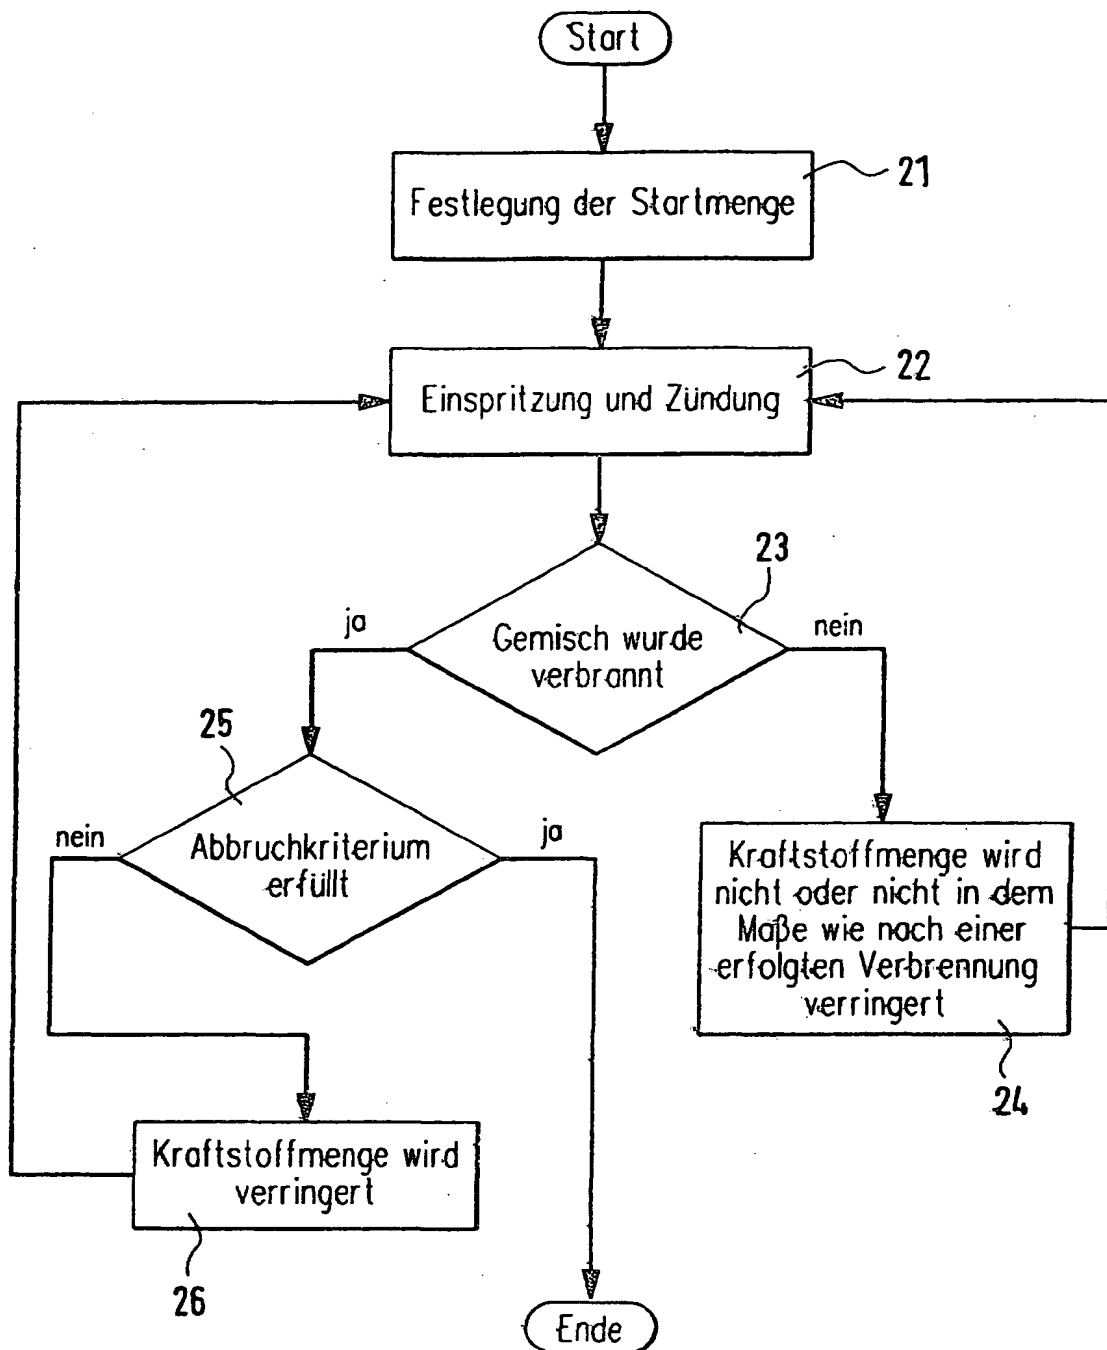 Start
21
Festlegung der Startmenge
22
Einspritzung und Zündung
23
ja
nein
Gemisch wurde
verbrannt
25
nein
ja
Abbruchkriterium
erfüllt
Kraftstoffmenge wird
nicht oder nicht in dem
Maße wie nach einer
erfolgten Verbrennung
verringert
24
Kraftstoffmenge wird
verringert
26
Ende